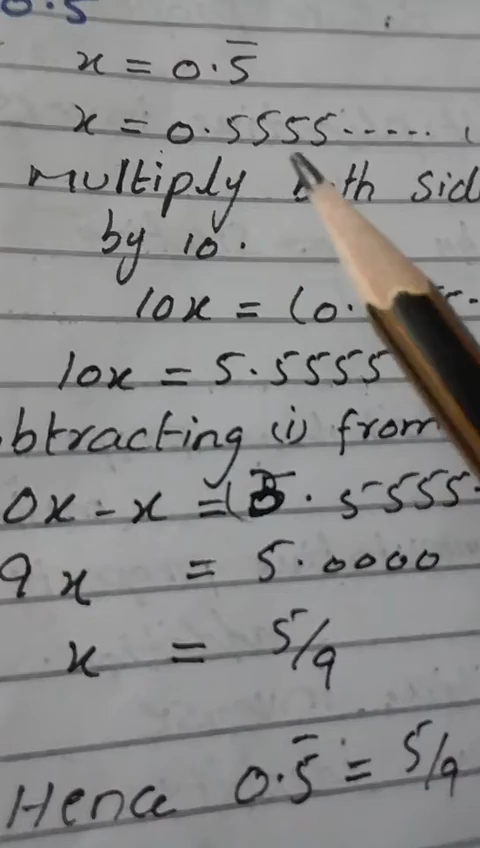 0.5
x = 0.5̅
x = 0.5555..... (
Multiply both sid
by 10.
10x = (0.
10x = 5.5555
btracting (i) from
0x - x = (5.5555.
9x = 5.0000
x = 5/9
Hence 0.5̅ = 5/9